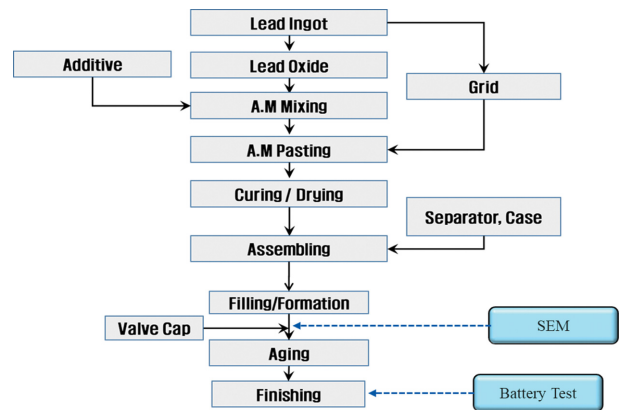 Lead Ingot
Additive
Lead Oxide
Grid
A.M Mixing
A.M Pasting
Curing / Drying
Separator, Case
Assembling
Filling/Formation
Valve Cap
SEM
Aging
Finishing
Battery Test